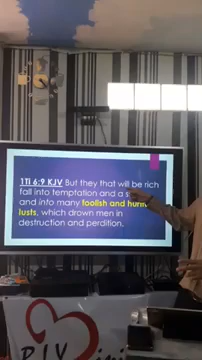 1TI 6:9 KJV But they that will be rich
fall into temptation and a
and into many foolish and
lusts, which drown men in
destruction and perdition.